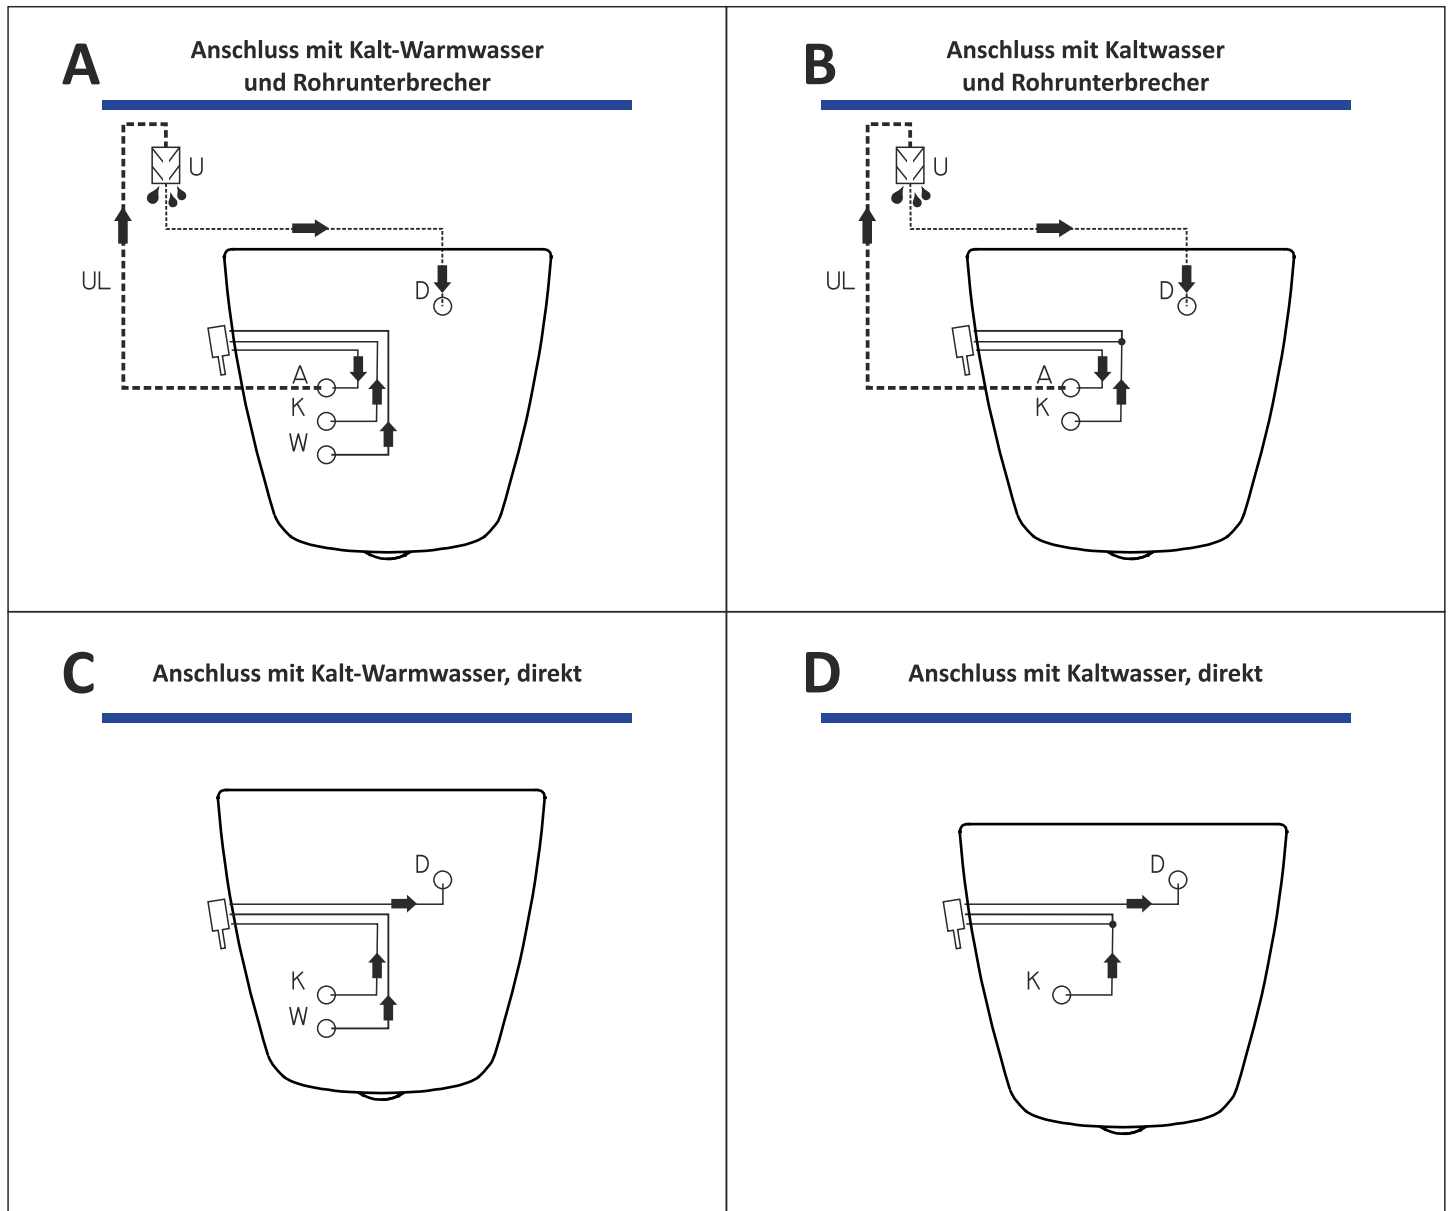 A
Anschluss mit Kalt-Warmwasser
und Rohrunterbrecher
U
UL
D
A
K
W
B
Anschluss mit Kaltwasser
und Rohrunterbrecher
U
UL
D
A
K
C
Anschluss mit Kalt-Warmwasser, direkt
D
K
W
D
Anschluss mit Kaltwasser, direkt
D
K